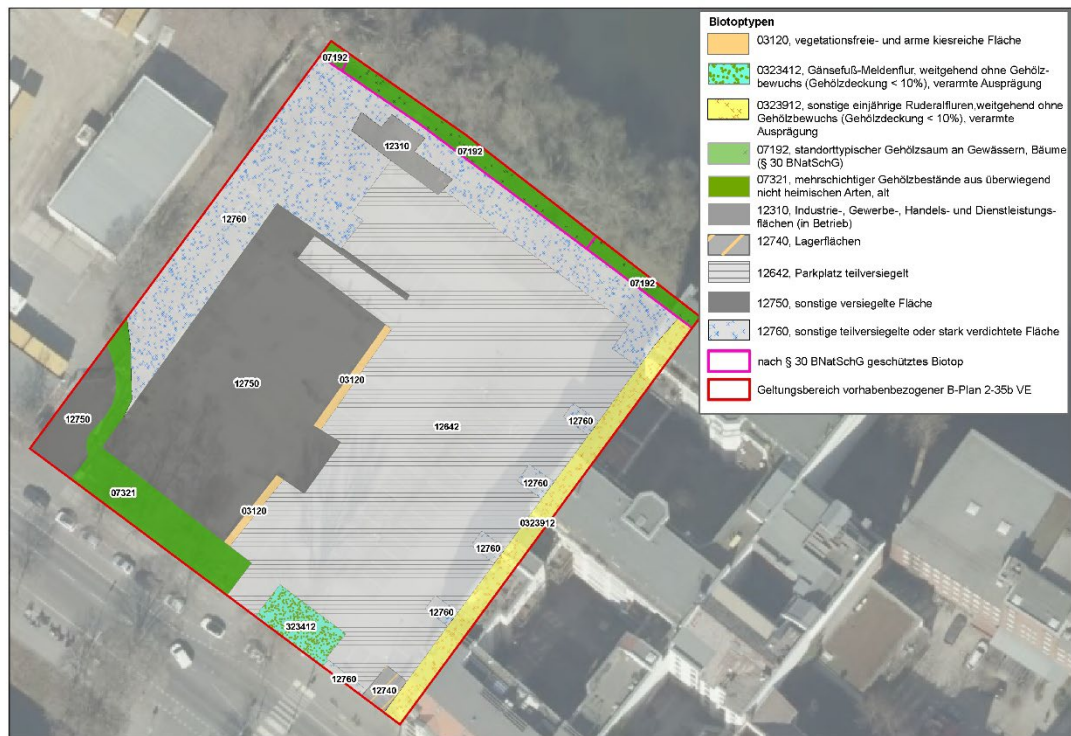 Biotoptypen
03120, vegetationsfreie- und arme kiesreiche Fläche
0323412, Gänsefuß-Meldenflur, weitgehend ohne Gehölz-
bewuchs (Gehölzdeckung < 10%), verarmte Ausprägung
0323912, sonstige einjährige Ruderalfluren,weitgehend ohne
Gehölzbewuchs (Gehölzdeckung < 10%), verarmte
Ausprägung
07192, standorttypischer Gehölzsaum an Gewässern, Bäume
(§ 30 BNatSchG)
07321, mehrschichtiger Gehölzbestände aus überwiegend
nicht heimischen Arten, alt
12310, Industrie-, Gewerbe-, Handels- und Dienstleistungs-
flächen (in Betrieb)
12740, Lagerflächen
12642, Parkplatz teilversiegelt
12750, sonstige versiegelte Fläche
12760, sonstige teilversiegelte oder stark verdichtete Fläche
nach § 30 BNatSchG geschütztes Biotop
Geltungsbereich vorhabenbezogener B-Plan 2-35b VE
07192
12310
07192
12760
07192
12750
03120
12750
12642
12760
12760
07321
03120
0323912
12760
12760
323412
12760
12740